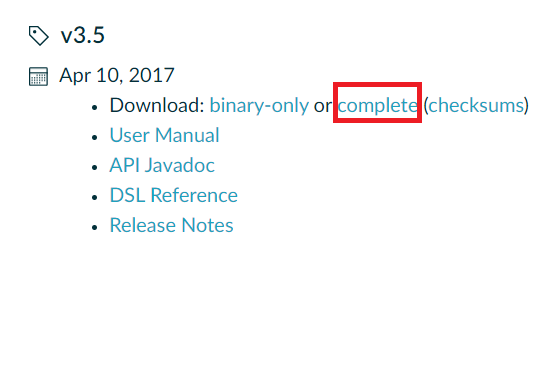 v3.5
Apr 10, 2017
Download: binary-only or complete (checksums)
User Manual
API Javadoc
DSL Reference
Release Notes